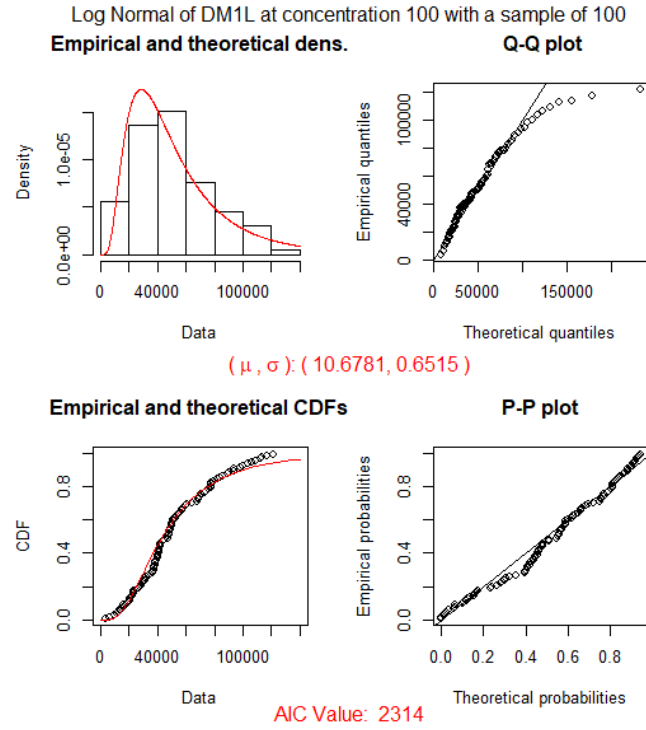 Log Normal of DM1L at concentration 100 with a sample of 100
Empirical and theoretical dens.
Density
0.0e+00
1.0e-05
0
40000
100000
Data
Q-Q plot
Empirical quantiles
0
40000
100000
0
50000
150000
Theoretical quantiles
( μ , σ ): ( 10.6781, 0.6515 )
Empirical and theoretical CDFs
CDF
0.0
0.4
0.8
0
40000
100000
Data
P-P plot
Empirical probabilities
0.0
0.4
0.8
0.0
0.2
0.4
0.6
0.8
Theoretical probabilities
AIC Value: 2314